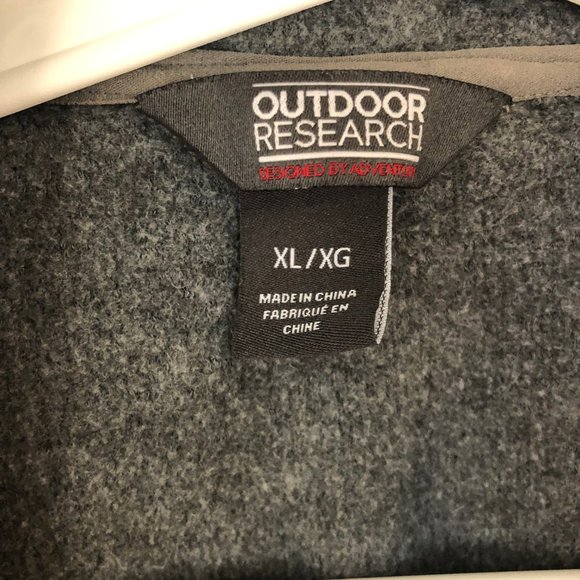 OUTDOOR
RESEARCH
DESIGNED BY ADVENTURE
XL/XG
MADE IN CHINA
FABRIQUÉ EN
CHINE